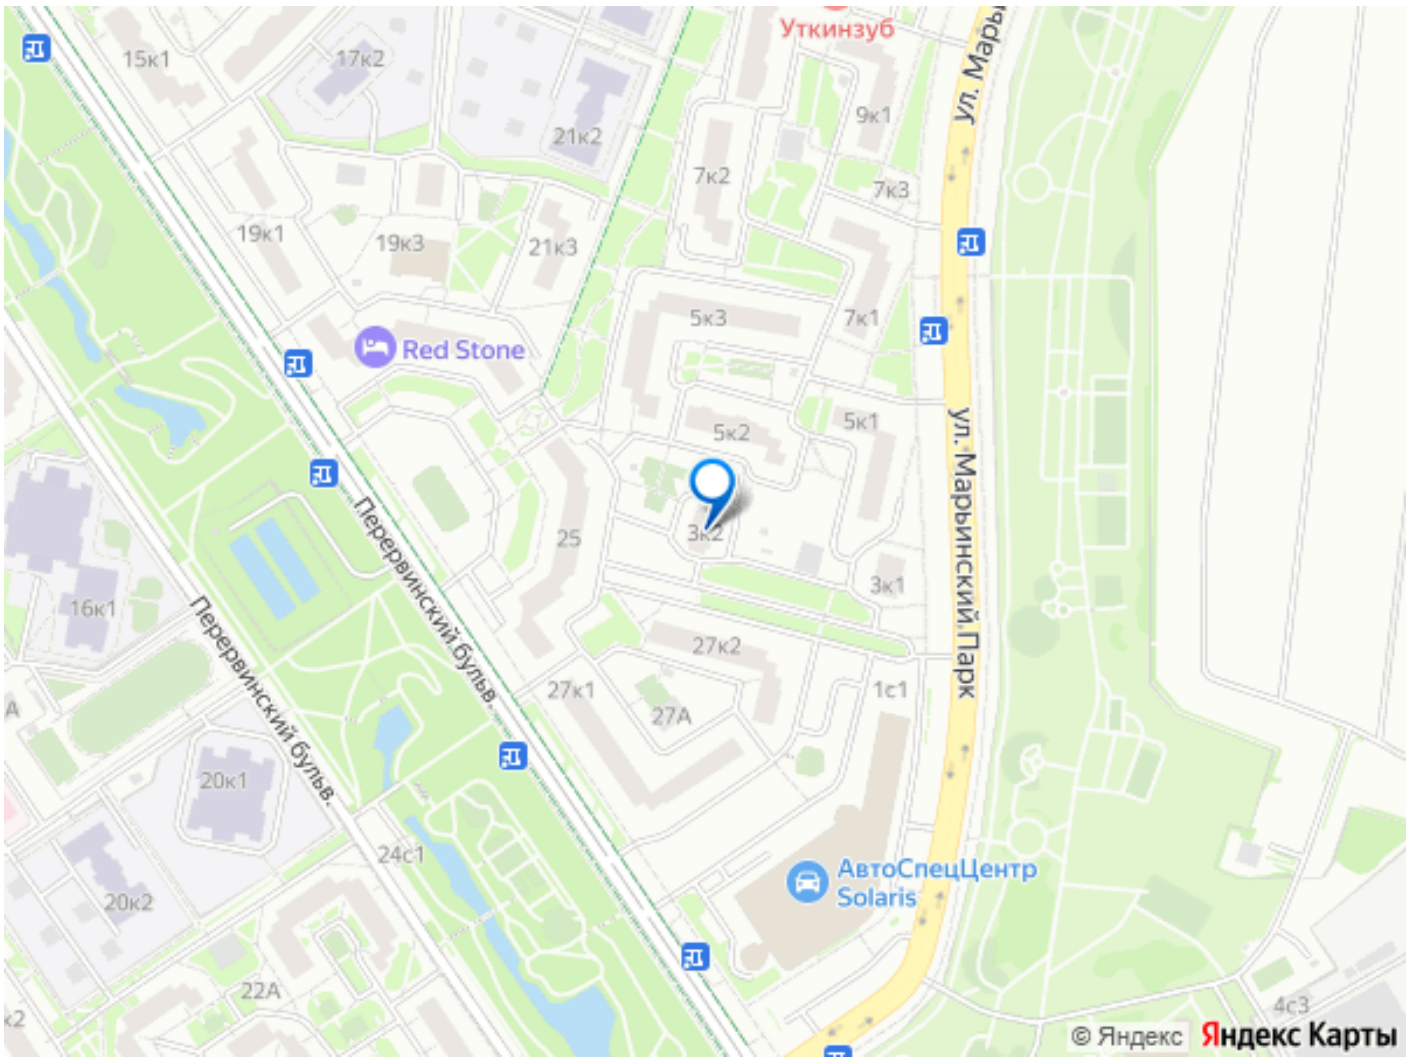 Уткинзуб
15к1
17к2
9к1
ул. Марь
21к2
7к2
7к3
19к1
19к3
21к3
5к3
7к1
Red Stone
5к2
5к1
ул. Марьинский Парк
25
3к2
Перервинский бульв.
3к1
16к1
Перервинский бульв.
27к2
27к1
1с1
27А
А
20к1
24с1
АвтоСпецЦентр
Solaris
20к2
22А
4с3
к2
© Яндекс
Яндекс Карты